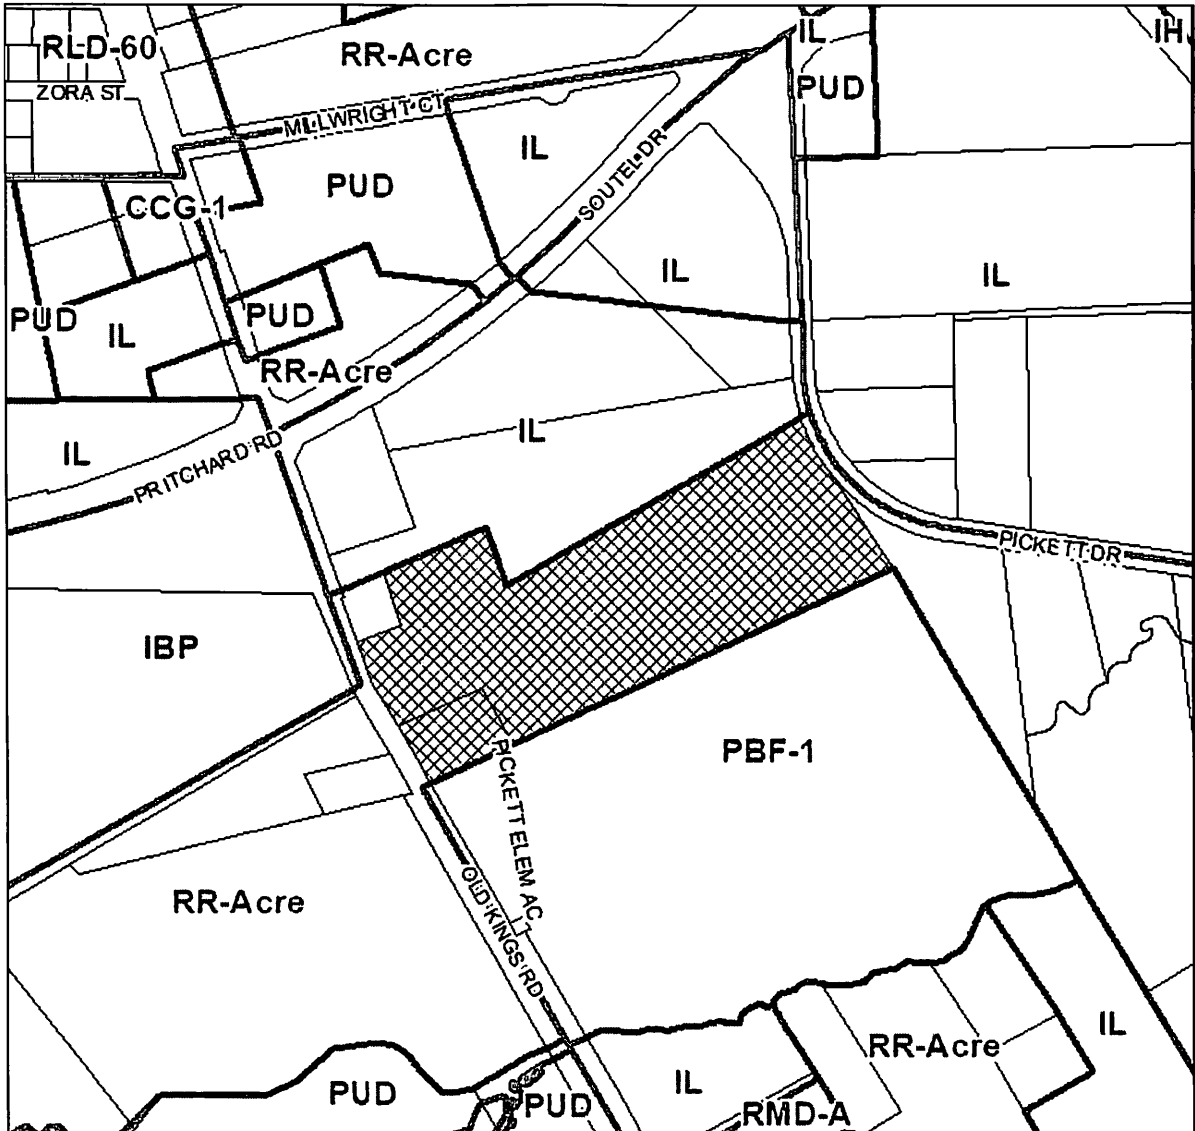 IL
IH
RLD-60
RR-Acre
ZORA ST
PUD
MILLWRIGHT CT
IL
SOUTEL DR
PUD
CCG-1
IL
IL
PUD
PUD
IL
RR-Acre
IL
IL
PRITCHARD RD
PICKETT DR
IBP
PBF-1
PICKETT ELEM AC
RR-Acre
OLD KINGS RD
IL
RR-Acre
IL
PUD
PUD
RMD-A